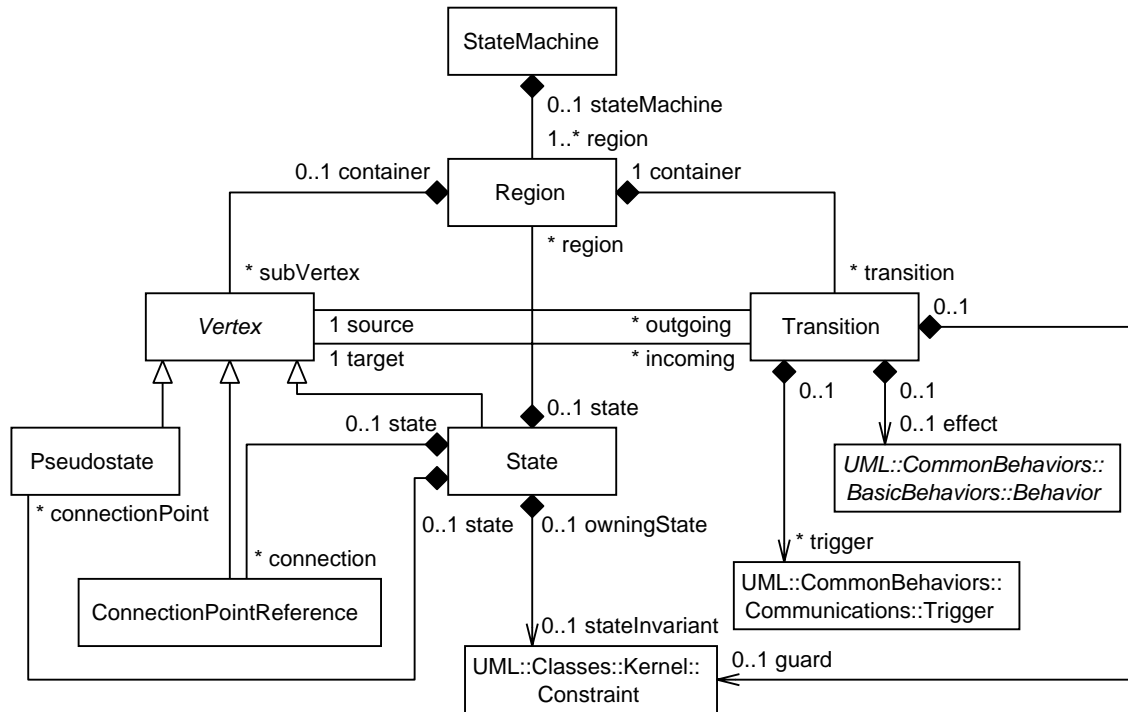 StateMachine
0..1 stateMachine
1..* region
0..1 container
Region
1 container
* region
* subVertex
* transition
Vertex
1 source
* outgoing
Transition
0..1
1 target
* incoming
0..1
0..1
0..1 state
0..1 state
0..1 effect
Pseudostate
State
UML::CommonBehaviors::
BasicBehaviors::Behavior
* connectionPoint
0..1 state
0..1 owningState
* connection
* trigger
ConnectionPointReference
UML::CommonBehaviors::
Communications::Trigger
0..1 stateInvariant
UML::Classes::Kernel::
Constraint
0..1 guard